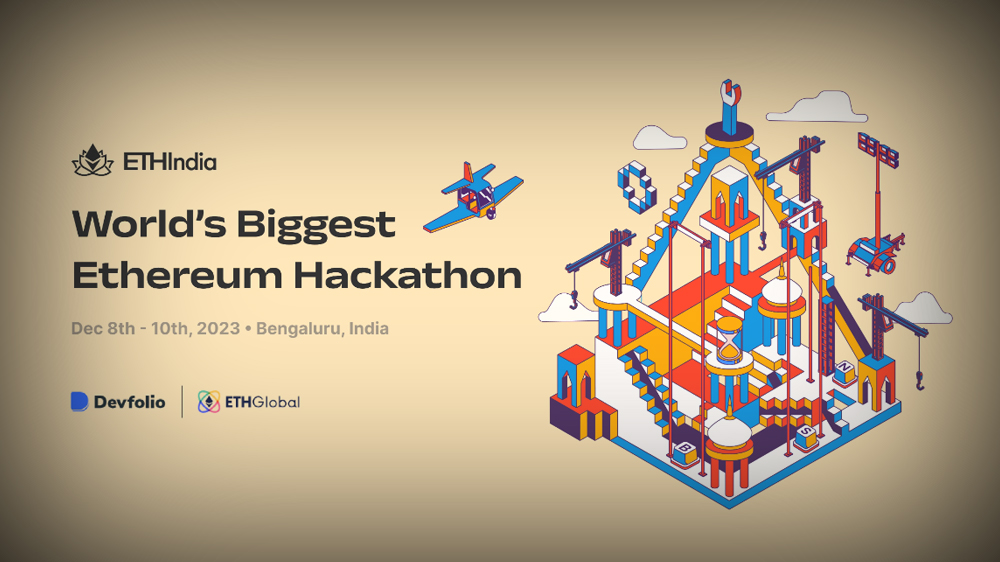 ETHIndia
World's Biggest
Ethereum Hackathon
Dec 8th - 10th, 2023 • Bengaluru, India
Devfolio
ETHGlobal
N
S
B